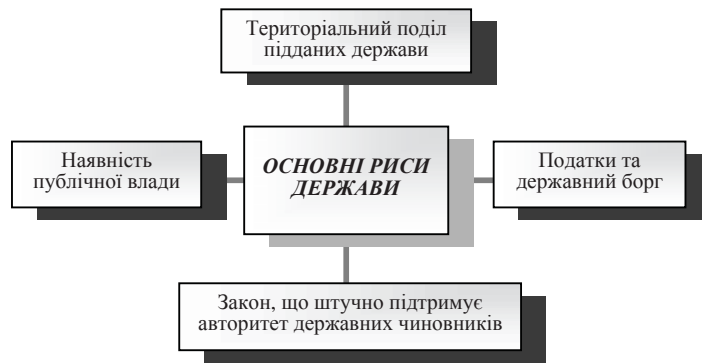 Територіальний поділ
підданих держави
Наявність
публічної влади
ОСНОВНІ РИСИ
ДЕРЖАВИ
Податки та
державний борг
Закон, що штучно підтримує
авторитет державних чиновників